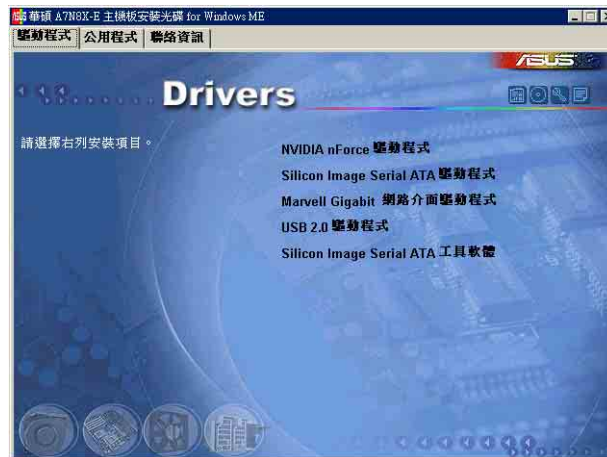 華碩 A7N8X-E 主機板安裝光碟 for Windows ME
驅動程式 公用程式 聯絡資訊
ASUS
Drivers
請選擇右列安裝項目。
NVIDIA nForce 驅動程式
Silicon Image Serial ATA 驅動程式
Marvell Gigabit 網路介面驅動程式
USB 2.0 驅動程式
Silicon Image Serial ATA 工具軟體